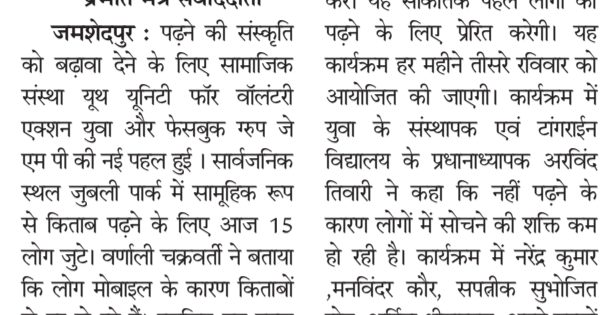 जमशेदपुर : पढ़ने की संस्कृति
को बढ़ावा देने के लिए सामाजिक
संस्था यूथ यूनिटी फॉर वॉलंटरी
एक्शन युवा और फेसबुक ग्रुप जे
एम पी की नई पहल हुई । सार्वजनिक
स्थल जुबली पार्क में सामूहिक रूप
से किताब पढ़ने के लिए आज 15
लोग जुटे। वर्णाली चक्रवर्ती ने बताया
कि लोग मोबाइल के कारण किताबों
पढ़ने के लिए प्रेरित करेगी। यह
कार्यक्रम हर महीने तीसरे रविवार को
आयोजित की जाएगी। कार्यक्रम में
युवा के संस्थापक एवं टांगराईन
विद्यालय के प्रधानाध्यापक अरविंद
तिवारी ने कहा कि नहीं पढ़ने के
कारण लोगों में सोचने की शक्ति कम
हो रही है। कार्यक्रम में नरेंद्र कुमार
,मनविंदर कौर, सपत्नीक सुभोजित